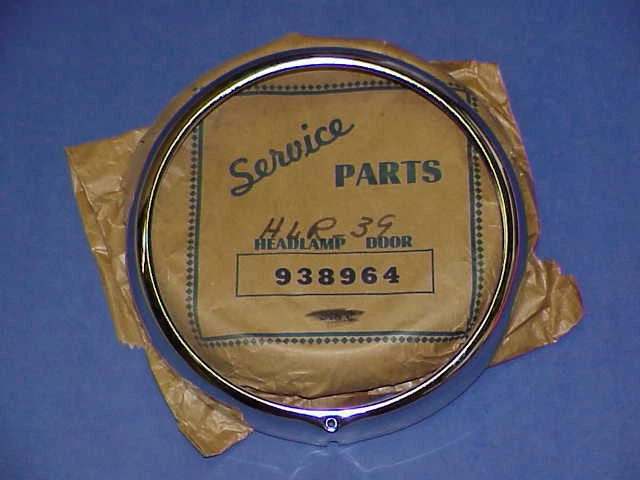 Service
PARTS
HLR 39
HEADLAMP DOOR
938964